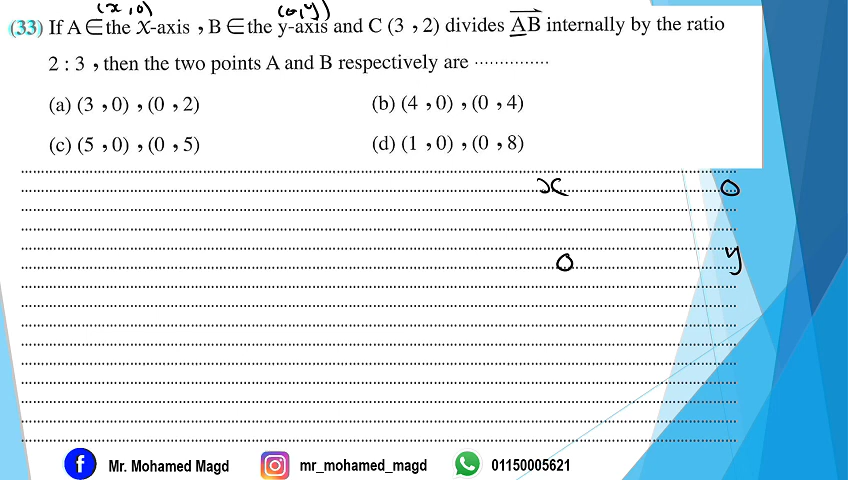 (x,0) (0,y)
(33) If A ∈ the X-axis , B ∈ the y-axis and C (3 , 2) divides \overrightarrow{AB} internally by the ratio
2 : 3 , then the two points A and B respectively are ···············
(a) (3 , 0) , (0 , 2) (b) (4 , 0) , (0 , 4)
(c) (5 , 0) , (0 , 5) (d) (1 , 0) , (0 , 8)
x 0
0 y
Mr. Mohamed Magd mr_mohamed_magd 01150005621